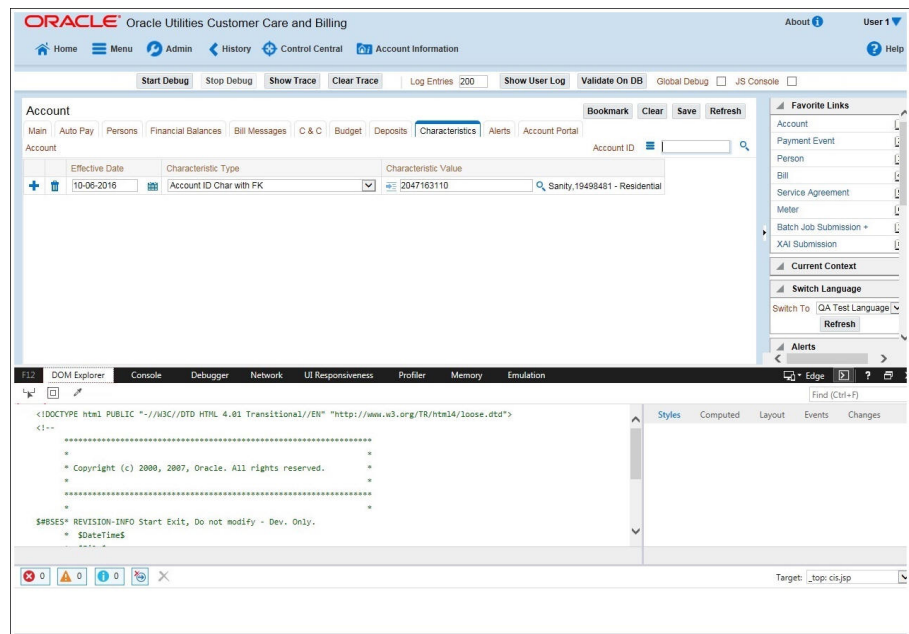 ORACLE® Oracle Utilities Customer Care and Billing
About User 1
Home Menu Admin History Control Central Account Information
Help
Start Debug Stop Debug Show Trace Clear Trace Log Entries 200 Show User Log Validate On DB Global Debug JS Console
Account
Bookmark Clear Save Refresh
Main Auto Pay Persons Financial Balances Bill Messages C & C Budget Deposits Characteristics Alerts Account Portal
Account
Account ID
Effective Date Characteristic Type Characteristic Value
10-06-2016 Account ID Char with FK 2047163110 Sanity,19498481 - Residential
Favorite Links
Account
Payment Event
Person
Bill
Service Agreement
Meter
Batch Job Submission +
XAI Submission
Current Context
Switch Language
Switch To QA Test Language
Refresh
Alerts
F12 DOM Explorer Console Debugger Network UI Responsiveness Profiler Memory Emulation
Edge ?
Find (Ctrl+F)
<!DOCTYPE html PUBLIC "-//W3C//DTD HTML 4.01 Transitional//EN" "http://www.w3.org/TR/html4/loose.dtd">
<!--
* Copyright (c) 2000, 2007, Oracle. All rights reserved. *
$#BSES* REVISION-INFO Start Exit, Do not modify - Dev. Only.
* $DateTime$
Styles Computed Layout Events Changes
0 0 0
Target: _top: cis.jsp